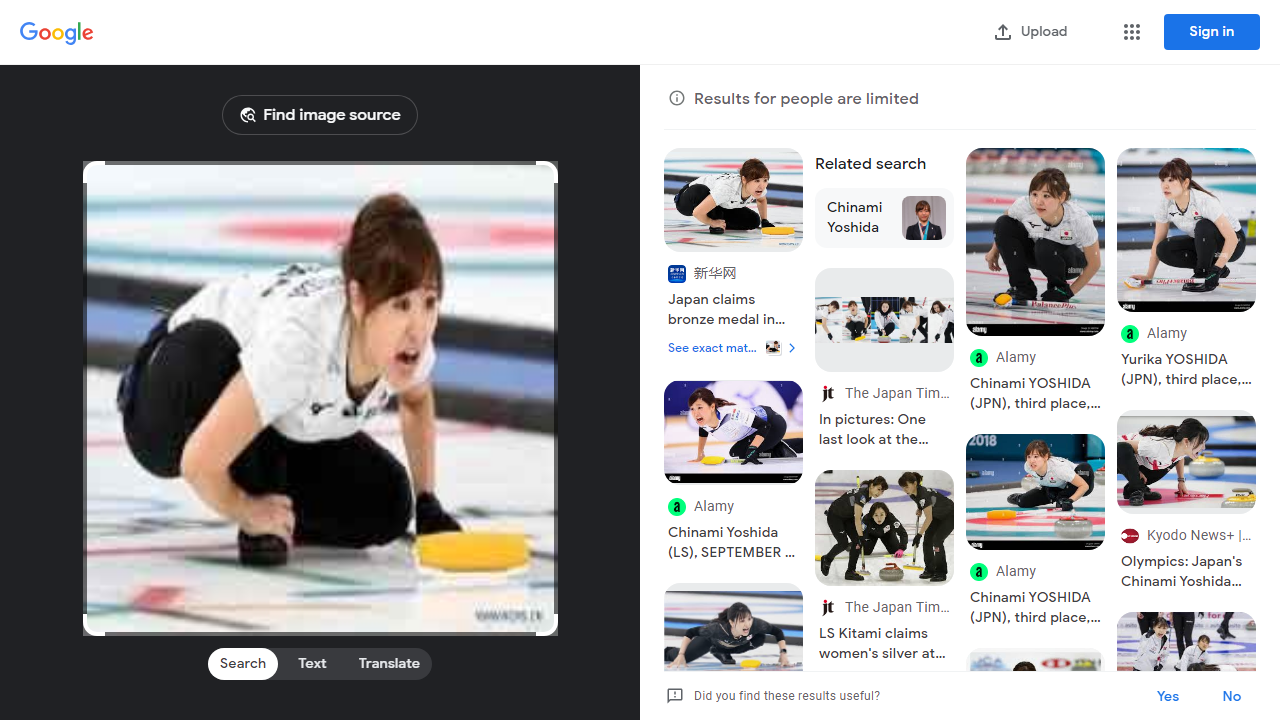 Google
Upload
Sign in
Find image source
Search
Text
Translate
Results for people are limited
新华网
Japan claims
bronze medal in...
See exact mat...
Alamy
Chinami Yoshida
(LS), SEPTEMBER ...
Related search
Chinami
Yoshida
The Japan Tim...
In pictures: One
last look at the...
The Japan Tim...
LS Kitami claims
women's silver at...
Alamy
Chinami YOSHIDA
(JPN), third place,...
2018
Alamy
Chinami YOSHIDA
(JPN), third place,...
Alamy
Yurika YOSHIDA
(JPN), third place,...
Kyodo News+ |...
Olympics: Japan's
Chinami Yoshida
Did you find these results useful?
Yes
No